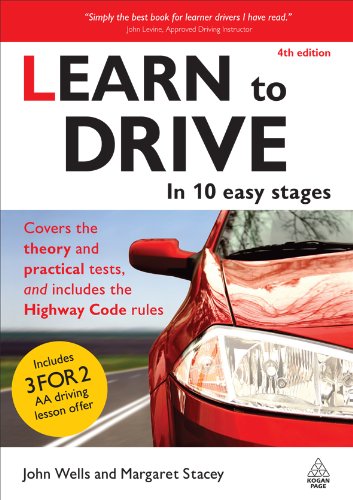 "Simply the best book for learner drivers I have read."
John Levine, Approved Driving Instructor
4th edition
LEARN to
DRIVE
In 10 easy stages
Covers the
theory and
practical tests,
and includes the
Highway Code rules
Includes
3 FOR 2
AA driving
lesson offer
John Wells and Margaret Stacey
KOGAN
PAGE